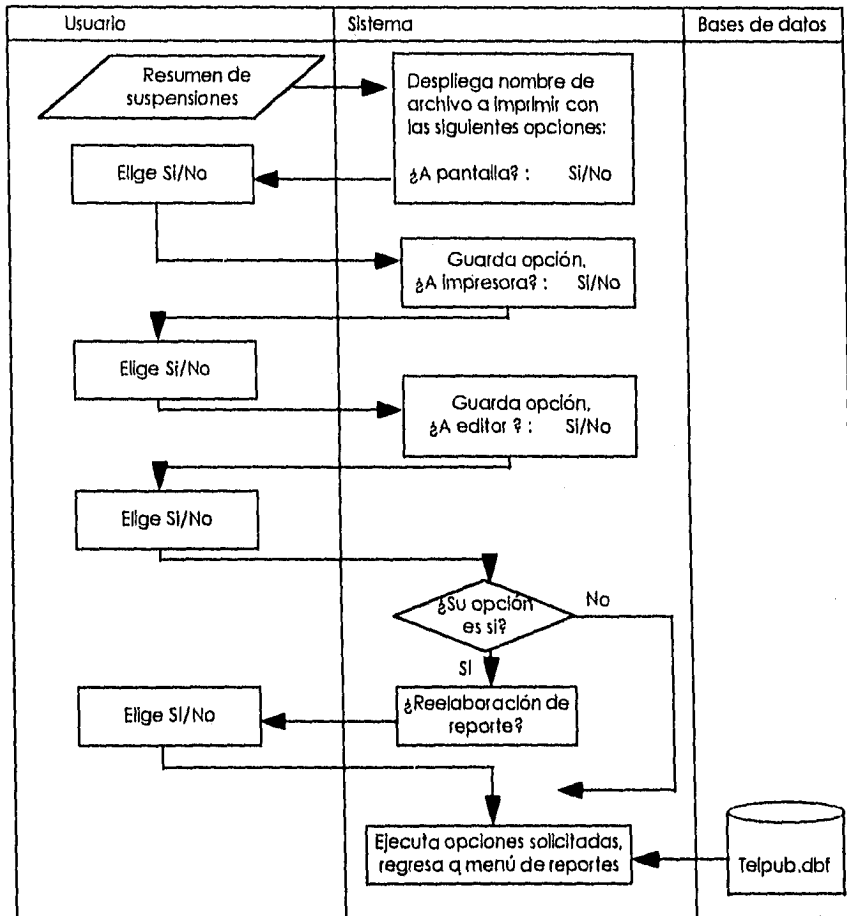 Usuario
Sistema
Bases de datos
Resumen de
suspensiones
Despliega nombre de
archivo a imprimir con
las siguientes opciones:
¿A pantalla? : Si/No
Elige Si/No
Guarda opción,
¿A impresora? : Si/No
Elige Si/No
Guarda opción,
¿A editor ? : Si/No
Elige Si/No
¿Su opción
es si?
No
Si
¿Reelaboración de
reporte?
Elige Si/No
Ejecuta opciones solicitadas,
regresa a menú de reportes
Telpub.dbf